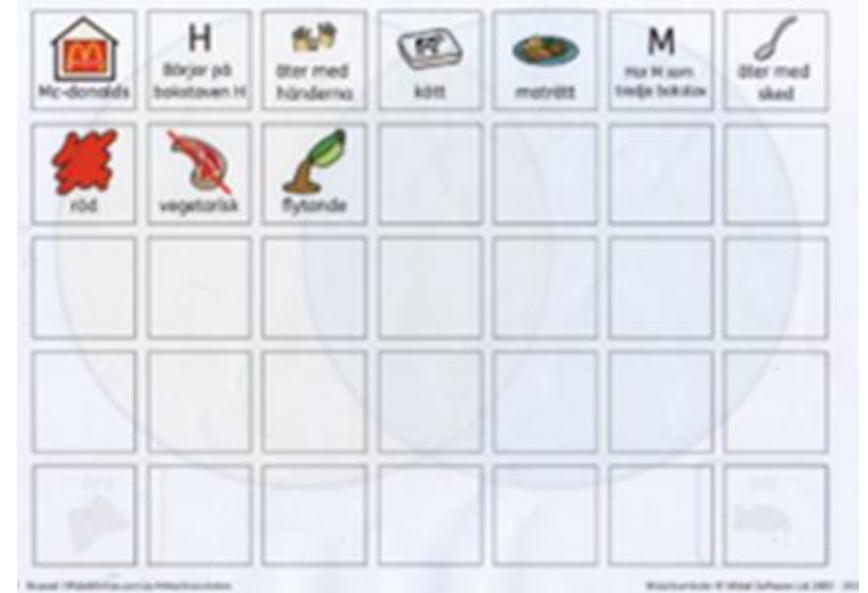 Mc-donalds
H
Börjar på
bokstaven H
äter med
händerna
kött
maträtt
M
Har M som
tredje bokstav
äter med
sked
röd
vegetarisk
flytande